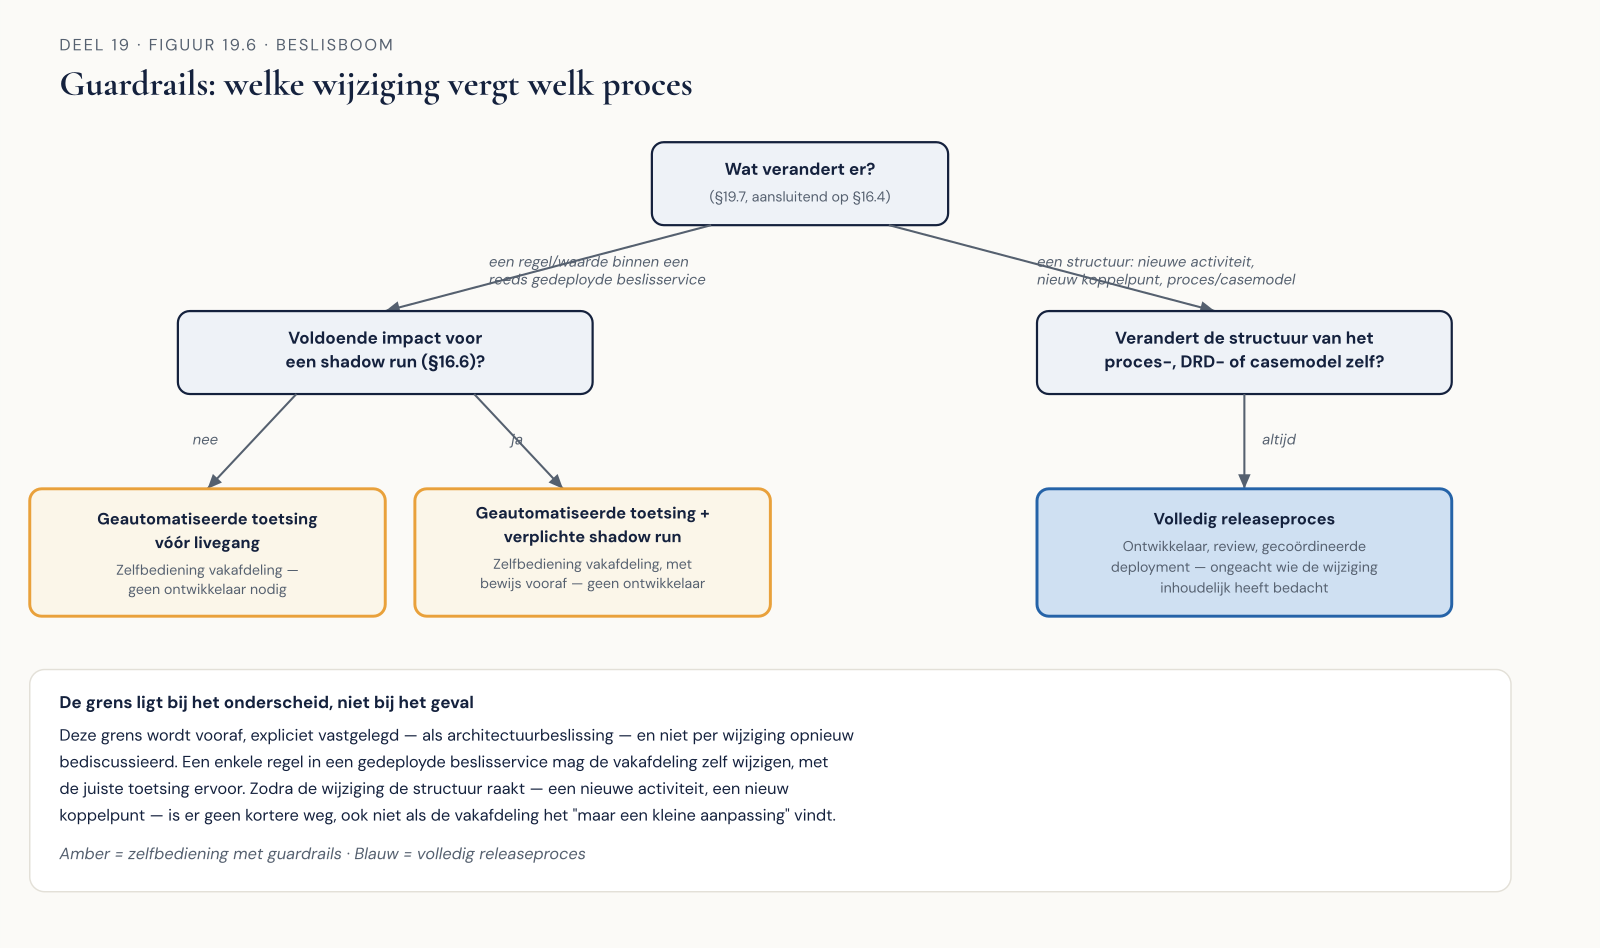 DEEL 19 · FIGUUR 19.6 · BESLISBOOM
Guardrails: welke wijziging vergt welk proces
Wat verandert er?
(§19.7, aansluitend op §16.4)
een regel/waarde binnen een
reeds gedeployde beslisservice
een structuur: nieuwe activiteit,
nieuw koppelpunt, proces/casemodel
Voldoende impact voor
een shadow run (§16.6)?
Verandert de structuur van het
proces-, DRD- of casemodel zelf?
nee
ja
altijd
Geautomatiseerde toetsing
vóór livegang
Zelfbediening vakafdeling —
geen ontwikkelaar nodig
Geautomatiseerde toetsing +
verplichte shadow run
Zelfbediening vakafdeling, met
bewijs vooraf — geen ontwikkelaar
Volledig releaseproces
Ontwikkelaar, review, gecoördineerde
deployment — ongeacht wie de wijziging
inhoudelijk heeft bedacht
De grens ligt bij het onderscheid, niet bij het geval
Deze grens wordt vooraf, expliciet vastgelegd — als architectuurbeslissing — en niet per wijziging opnieuw
bediscussieerd. Een enkele regel in een gedeployde beslisservice mag de vakafdeling zelf wijzigen, met
de juiste toetsing ervoor. Zodra de wijziging de structuur raakt — een nieuwe activiteit, een nieuw
koppelpunt — is er geen kortere weg, ook niet als de vakafdeling het "maar een kleine aanpassing" vindt.
Amber = zelfbediening met guardrails · Blauw = volledig releaseproces